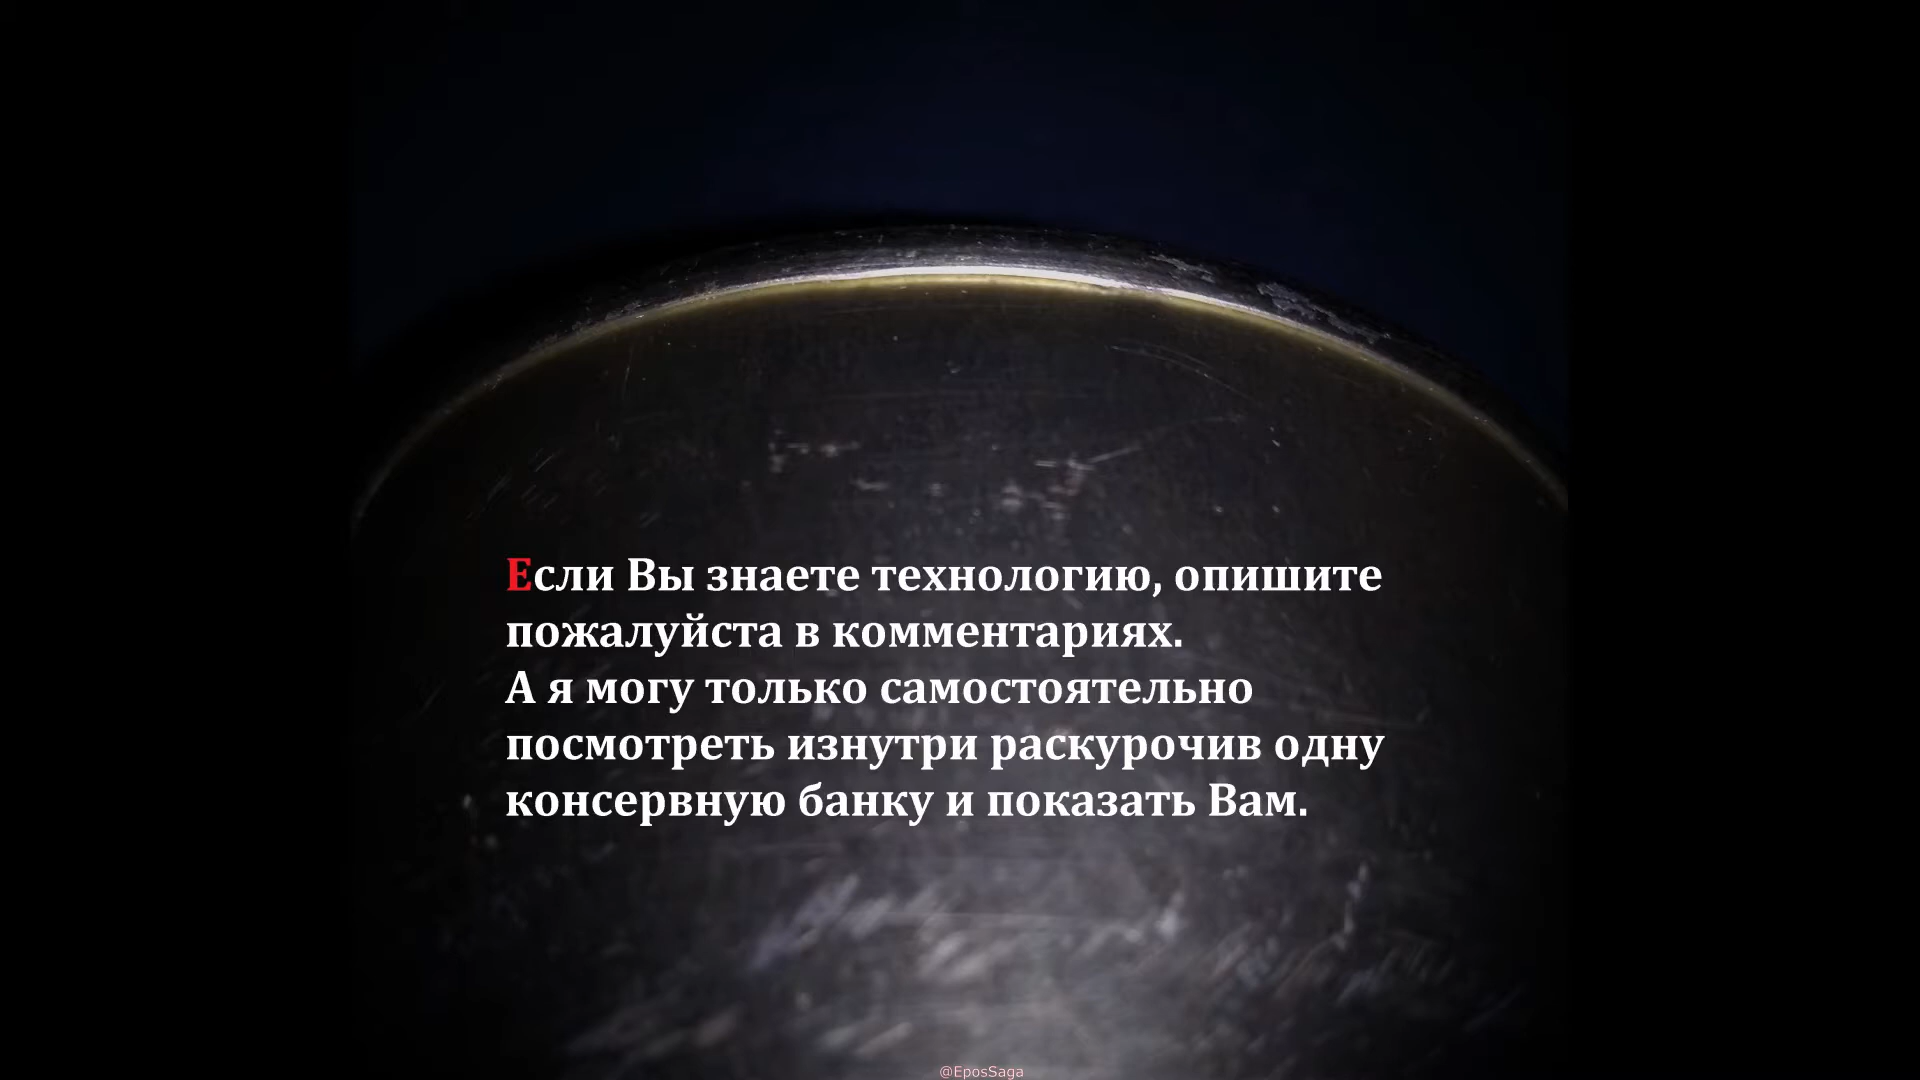 Если Вы знаете технологию, опишите
пожалуйста в комментариях.
А я могу только самостоятельно
посмотреть изнутри раскурочив одну
консервную банку и показать Вам.
@EposSaga